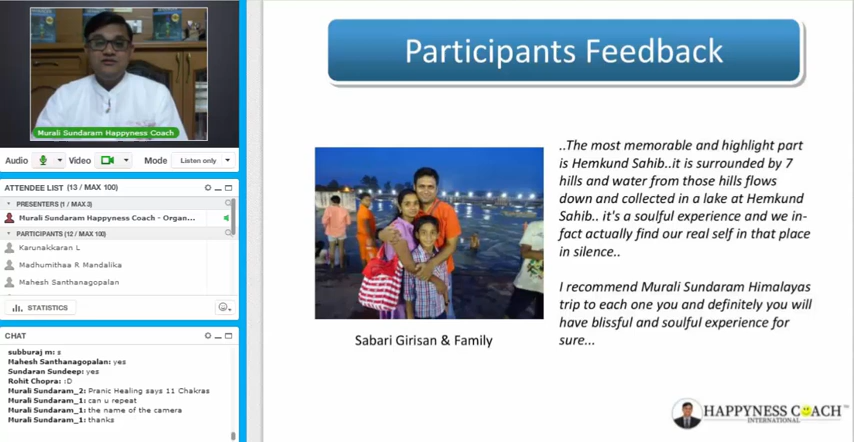 Murali Sundaram Happyness Coach
Audio
Video
Mode
Listen only
ATTENDEE LIST (13 / MAX 100)
PRESENTERS (1 / MAX 3)
Murali Sundaram Happyness Coach - Organ...
PARTICIPANTS (12 / MAX 100)
Karunakkaran L
Madhumithaa R Mandalika
Mahesh Santhanagopalan
STATISTICS
CHAT
subburaj m: s
Mahesh Santhanagopalan: yes
Sundaran Sundeep: yes
Rohit Chopra: :D
Murali Sundaram_2: Pranic Healing says 11 Chakras
Murali Sundaram_1: can u repeat
Murali Sundaram_1: the name of the camera
Murali Sundaram_1: thanks
Participants Feedback
..The most memorable and highlight part
is Hemkund Sahib..it is surrounded by 7
hills and water from those hills flows
down and collected in a lake at Hemkund
Sahib.. it's a soulful experience and we in-
fact actually find our real self in that place
in silence..
I recommend Murali Sundaram Himalayas
trip to each one you and definitely you will
have blissful and soulful experience for
sure...
Sabari Girisan & Family
HAPPYNESS COACH™
INTERNATIONAL